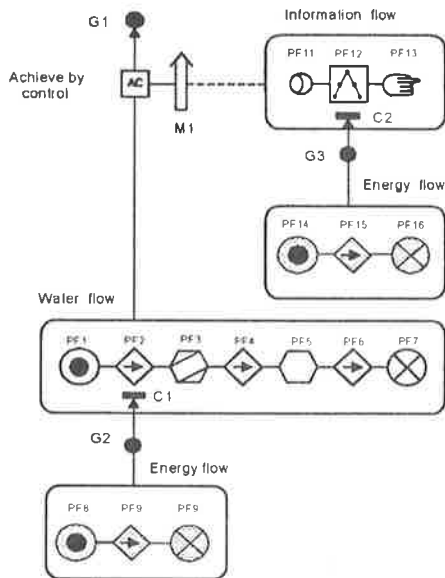 G1
Information flow
PF11 PF12 PF13
Achieve by
control
AC
M1
C2
G3
Energy flow
PF14 PF15 PF16
Water flow
PF1 PF2 PF3 PF4 PF5 PF6 PF7
C1
G2
Energy flow
PF8 PF9 PF9